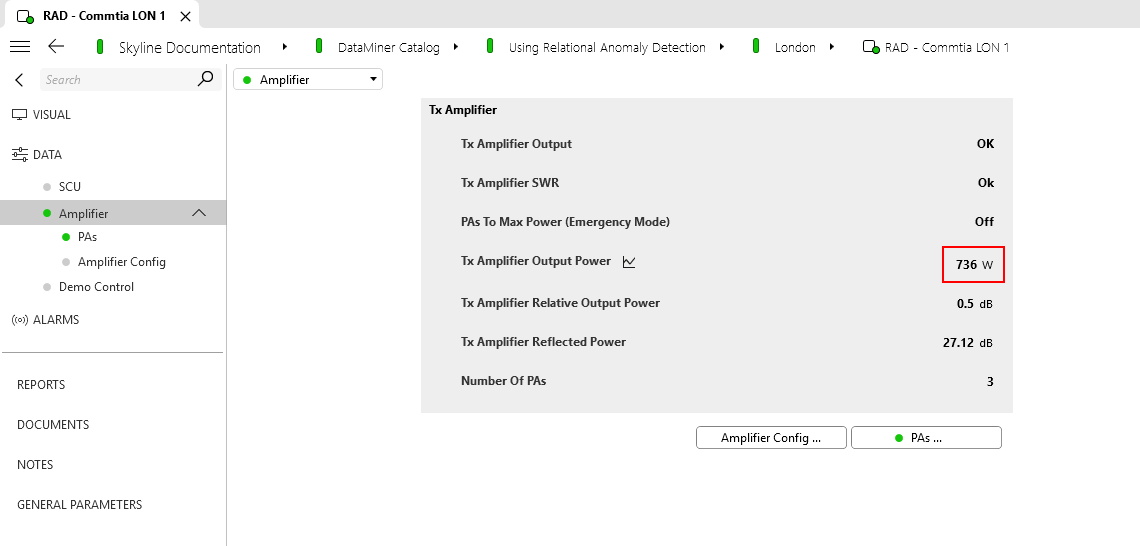 RAD - Commtia LON 1
Skyline Documentation
DataMiner Catalog
Using Relational Anomaly Detection
London
RAD - Commtia LON 1
Search
VISUAL
DATA
SCU
Amplifier
PAs
Amplifier Config
Demo Control
ALARMS
REPORTS
DOCUMENTS
NOTES
GENERAL PARAMETERS
Amplifier
Tx Amplifier
Tx Amplifier Output OK
Tx Amplifier SWR Ok
PAs To Max Power (Emergency Mode) Off
Tx Amplifier Output Power 736 W
Tx Amplifier Relative Output Power 0.5 dB
Tx Amplifier Reflected Power 27.12 dB
Number Of PAs 3
Amplifier Config ...
PAs ...